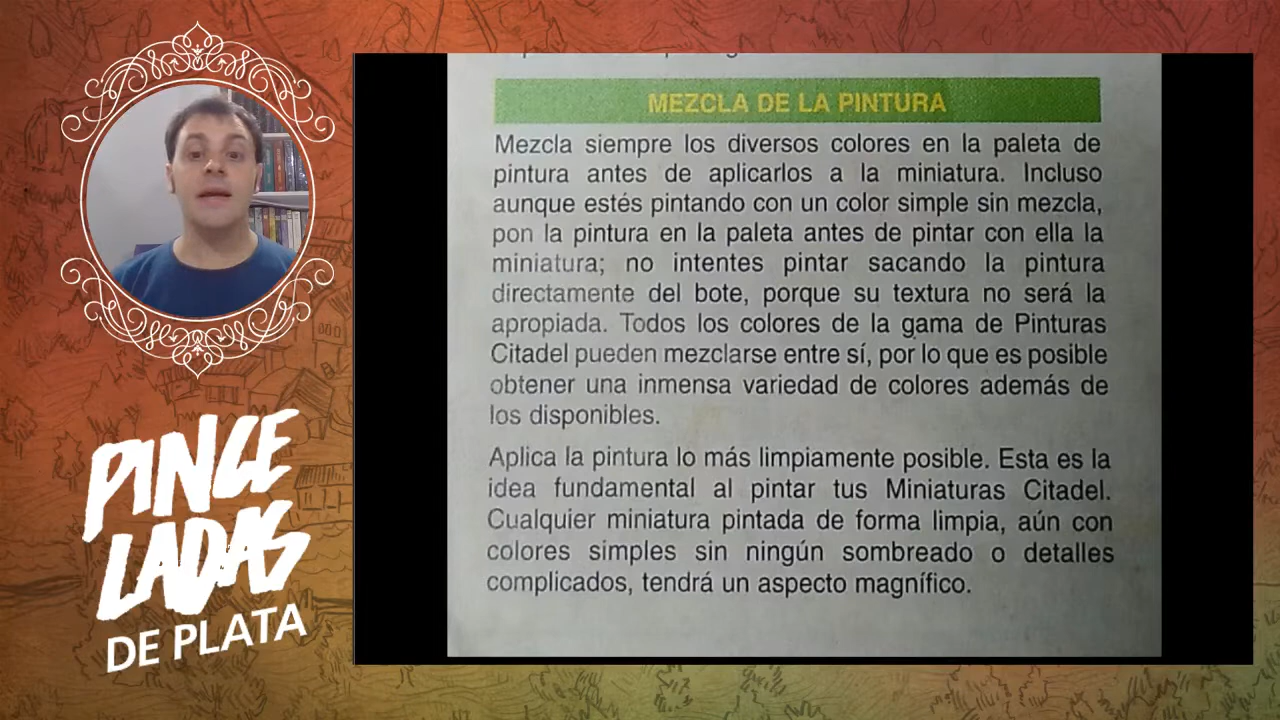 PINCE
LADAS
DE PLATA
MEZCLA DE LA PINTURA
Mezcla siempre los diversos colores en la paleta de
pintura antes de aplicarlos a la miniatura. Incluso
aunque estés pintando con un color simple sin mezcla,
pon la pintura en la paleta antes de pintar con ella la
miniatura; no intentes pintar sacando la pintura
directamente del bote, porque su textura no será la
apropiada. Todos los colores de la gama de Pinturas
Citadel pueden mezclarse entre sí, por lo que es posible
obtener una inmensa variedad de colores además de
los disponibles.
Aplica la pintura lo más limpiamente posible. Esta es la
idea fundamental al pintar tus Miniaturas Citadel.
Cualquier miniatura pintada de forma limpia, aún con
colores simples sin ningún sombreado o detalles
complicados, tendrá un aspecto magnífico.